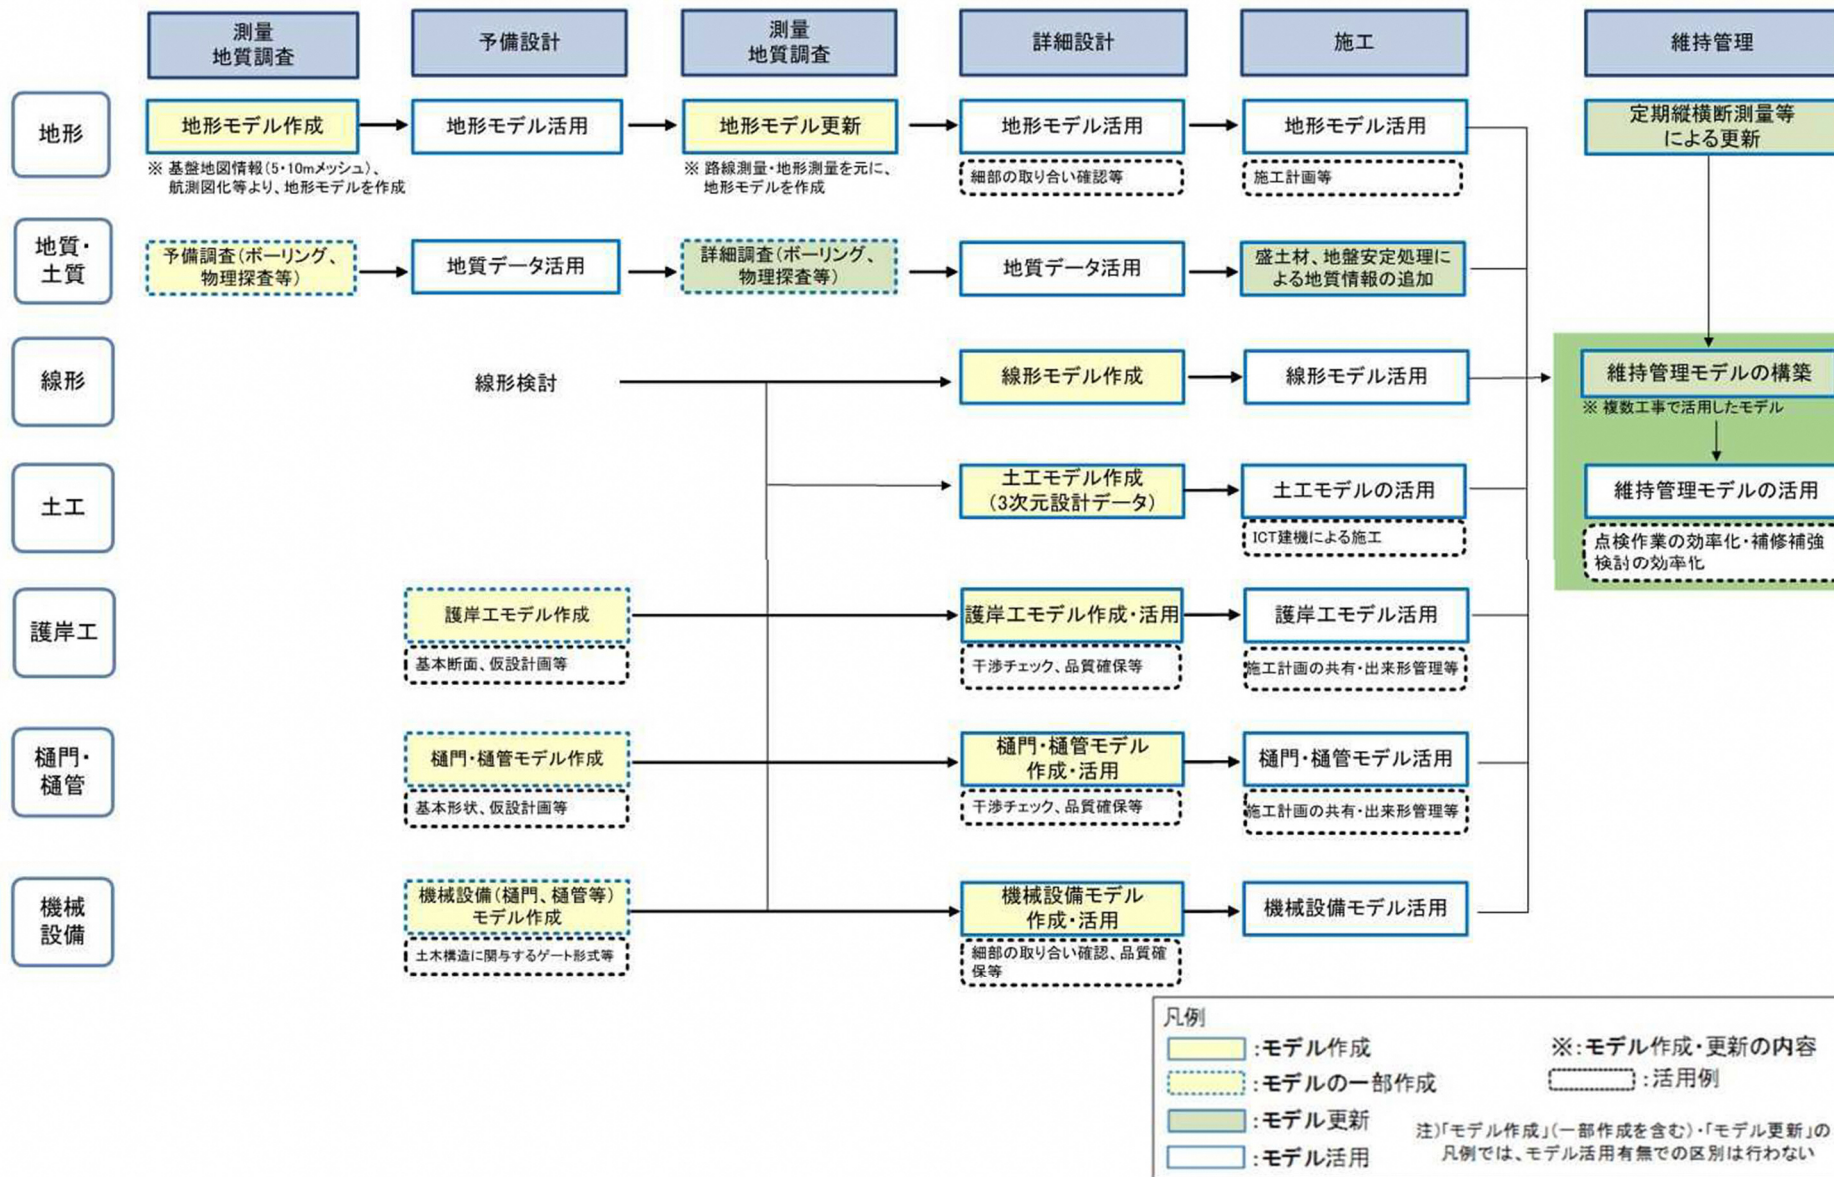 測量
地質調査
予備設計
測量
地質調査
詳細設計
施工
維持管理
地形
地形モデル作成
※ 基盤地図情報(5・10mメッシュ)、
航測図化等より、地形モデルを作成
地形モデル活用
地形モデル更新
※ 路線測量・地形測量を元に、
地形モデルを作成
地形モデル活用
細部の取り合い確認等
地形モデル活用
施工計画等
定期縦横断測量等
による更新
地質・
土質
予備調査(ボーリング、
物理探査等)
地質データ活用
詳細調査(ボーリング、
物理探査等)
地質データ活用
盛土材、地盤安定処理に
よる地質情報の追加
線形
線形検討
線形モデル作成
線形モデル活用
維持管理モデルの構築
※ 複数工事で活用したモデル
土工
土工モデル作成
(3次元設計データ)
土工モデルの活用
ICT建機による施工
維持管理モデルの活用
点検作業の効率化・補修補強
検討の効率化
護岸工
護岸工モデル作成
基本断面、仮設計画等
護岸工モデル作成・活用
干渉チェック、品質確保等
護岸工モデル活用
施工計画の共有・出来形管理等
樋門・
樋管
樋門・樋管モデル作成
基本形状、仮設計画等
樋門・樋管モデル
作成・活用
干渉チェック、品質確保等
樋門・樋管モデル活用
施工計画の共有・出来形管理等
機械
設備
機械設備(樋門、樋管等)
モデル作成
土木構造に関与するゲート形式等
機械設備モデル
作成・活用
細部の取り合い確認、品質確
保等
機械設備モデル活用
凡例
:モデル作成
:モデルの一部作成
:モデル更新
:モデル活用
※:モデル作成・更新の内容
:活用例
注)「モデル作成」(一部作成を含む)・「モデル更新」の
凡例では、モデル活用有無での区別は行わない